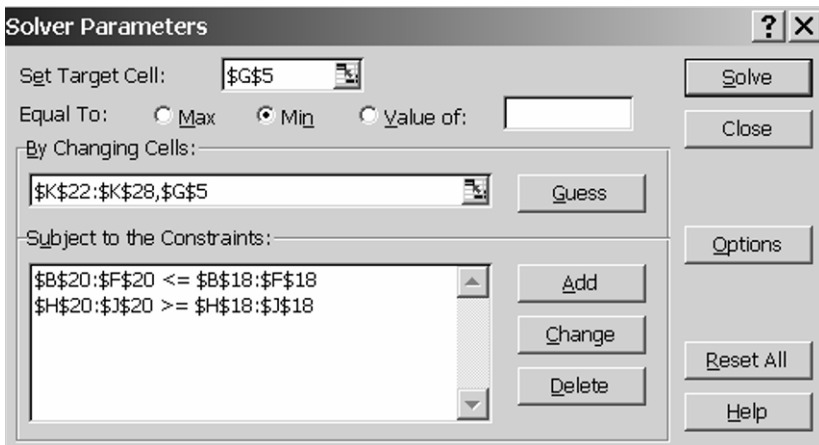 Solver Parameters
? X
Set Target Cell: $G$5
Solve
Equal To: Max Min Value of:
Close
By Changing Cells:
$K$22:$K$28,$G$5
Guess
Subject to the Constraints:
Options
$B$20:$F$20 <= $B$18:$F$18
Add
$H$20:$J$20 >= $H$18:$J$18
Change
Reset All
Delete
Help